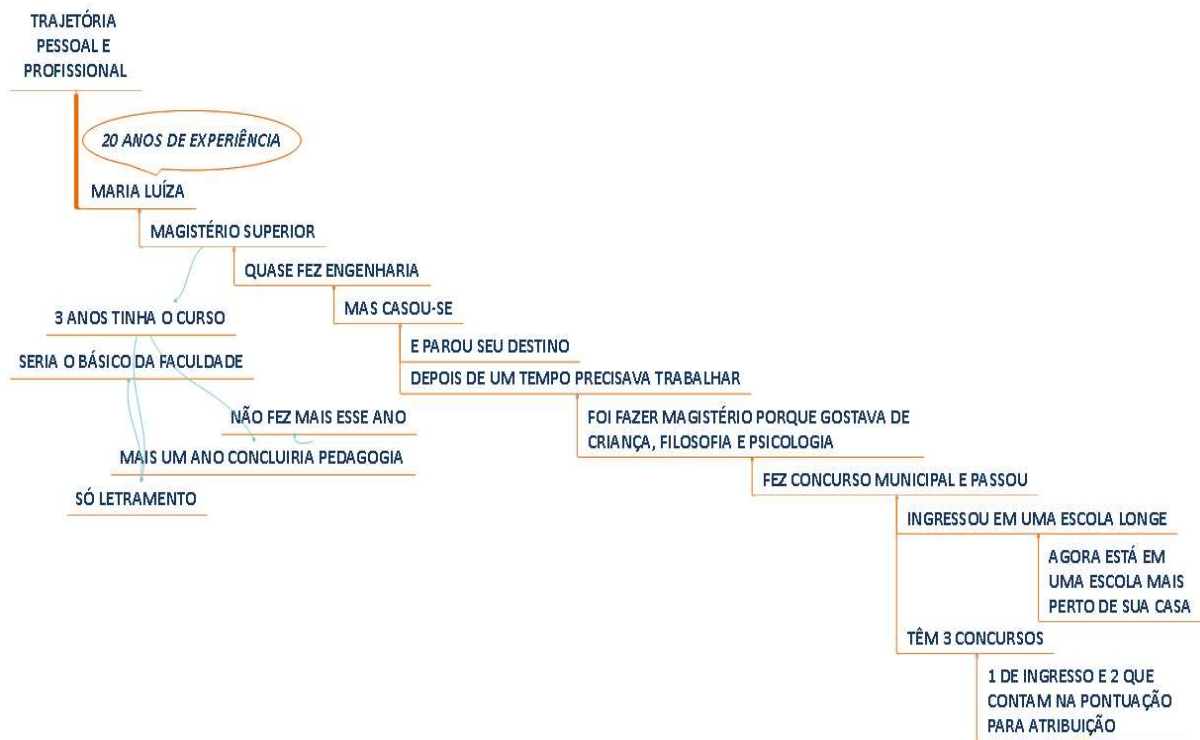 TRAJETÓRIA
PESSOAL E
PROFISSIONAL
20 ANOS DE EXPERIÊNCIA
MARIA LUÍZA
MAGISTÉRIO SUPERIOR
QUASE FEZ ENGENHARIA
MAS CASOU-SE
3 ANOS TINHA O CURSO
E PAROU SEU DESTINO
SERIA O BÁSICO DA FACULDADE
DEPOIS DE UM TEMPO PRECISAVA TRABALHAR
NÃO FEZ MAIS ESSE ANO
FOI FAZER MAGISTÉRIO PORQUE GOSTAVA DE
CRIANÇA, FILOSOFIA E PSICOLOGIA
MAIS UM ANO CONCLUIRIA PEDAGOGIA
SÓ LETRAMENTO
FEZ CONCURSO MUNICIPAL E PASSOU
INGRESSOU EM UMA ESCOLA LONGE
AGORA ESTÁ EM
UMA ESCOLA MAIS
PERTO DE SUA CASA
TÊM 3 CONCURSOS
1 DE INGRESSO E 2 QUE
CONTAM NA PONTUAÇÃO
PARA ATRIBUIÇÃO